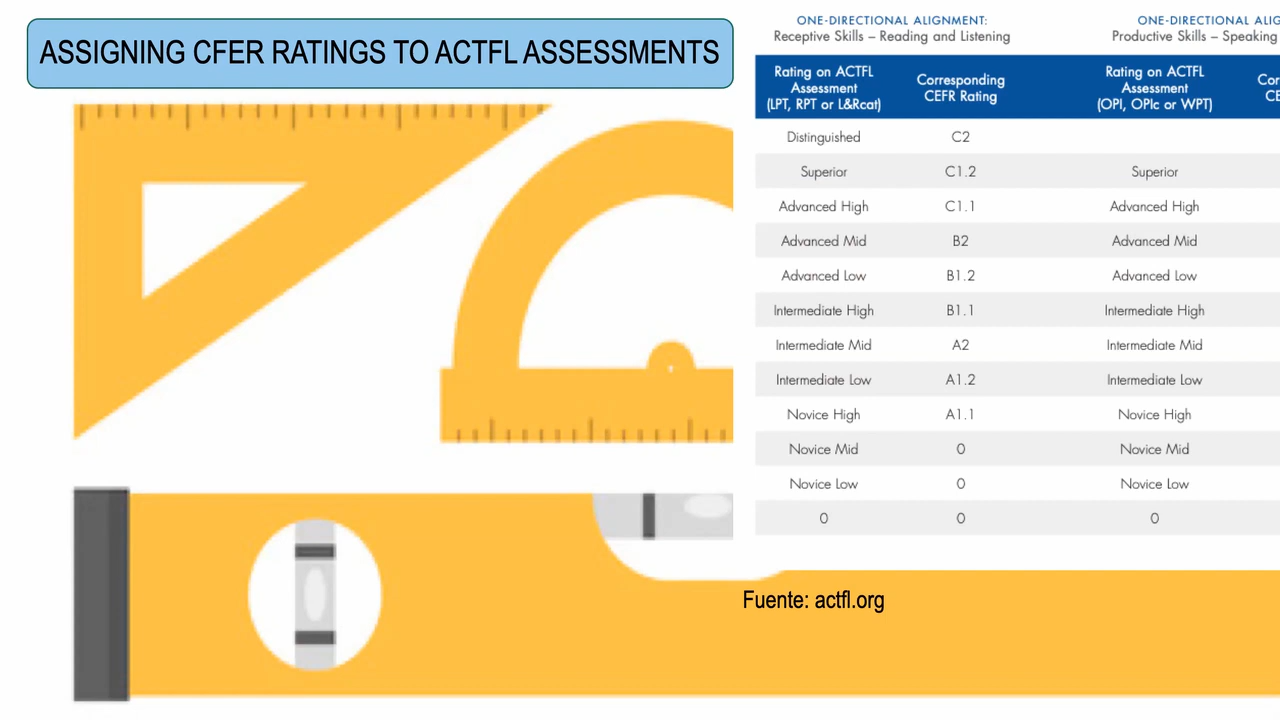 ASSIGNING CFER RATINGS TO ACTFL ASSESSMENTS
ONE-DIRECTIONAL ALIGNMENT:
Receptive Skills – Reading and Listening
Rating on ACTFL
Assessment
(LPT, RPT or L&Rcat)
Corresponding
CEFR Rating
Distinguished C2
Superior C1.2
Advanced High C1.1
Advanced Mid B2
Advanced Low B1.2
Intermediate High B1.1
Intermediate Mid A2
Intermediate Low A1.2
Novice High A1.1
Novice Mid 0
Novice Low 0
0 0
ONE-DIRECTIONAL
Productive Skills – Speaking
Rating on ACTFL
Assessment
(OPI, OPIc or WPT)
Superior
Advanced High
Advanced Mid
Advanced Low
Intermediate High
Intermediate Mid
Intermediate Low
Novice High
Novice Mid
Novice Low
0
Fuente: actfl.org